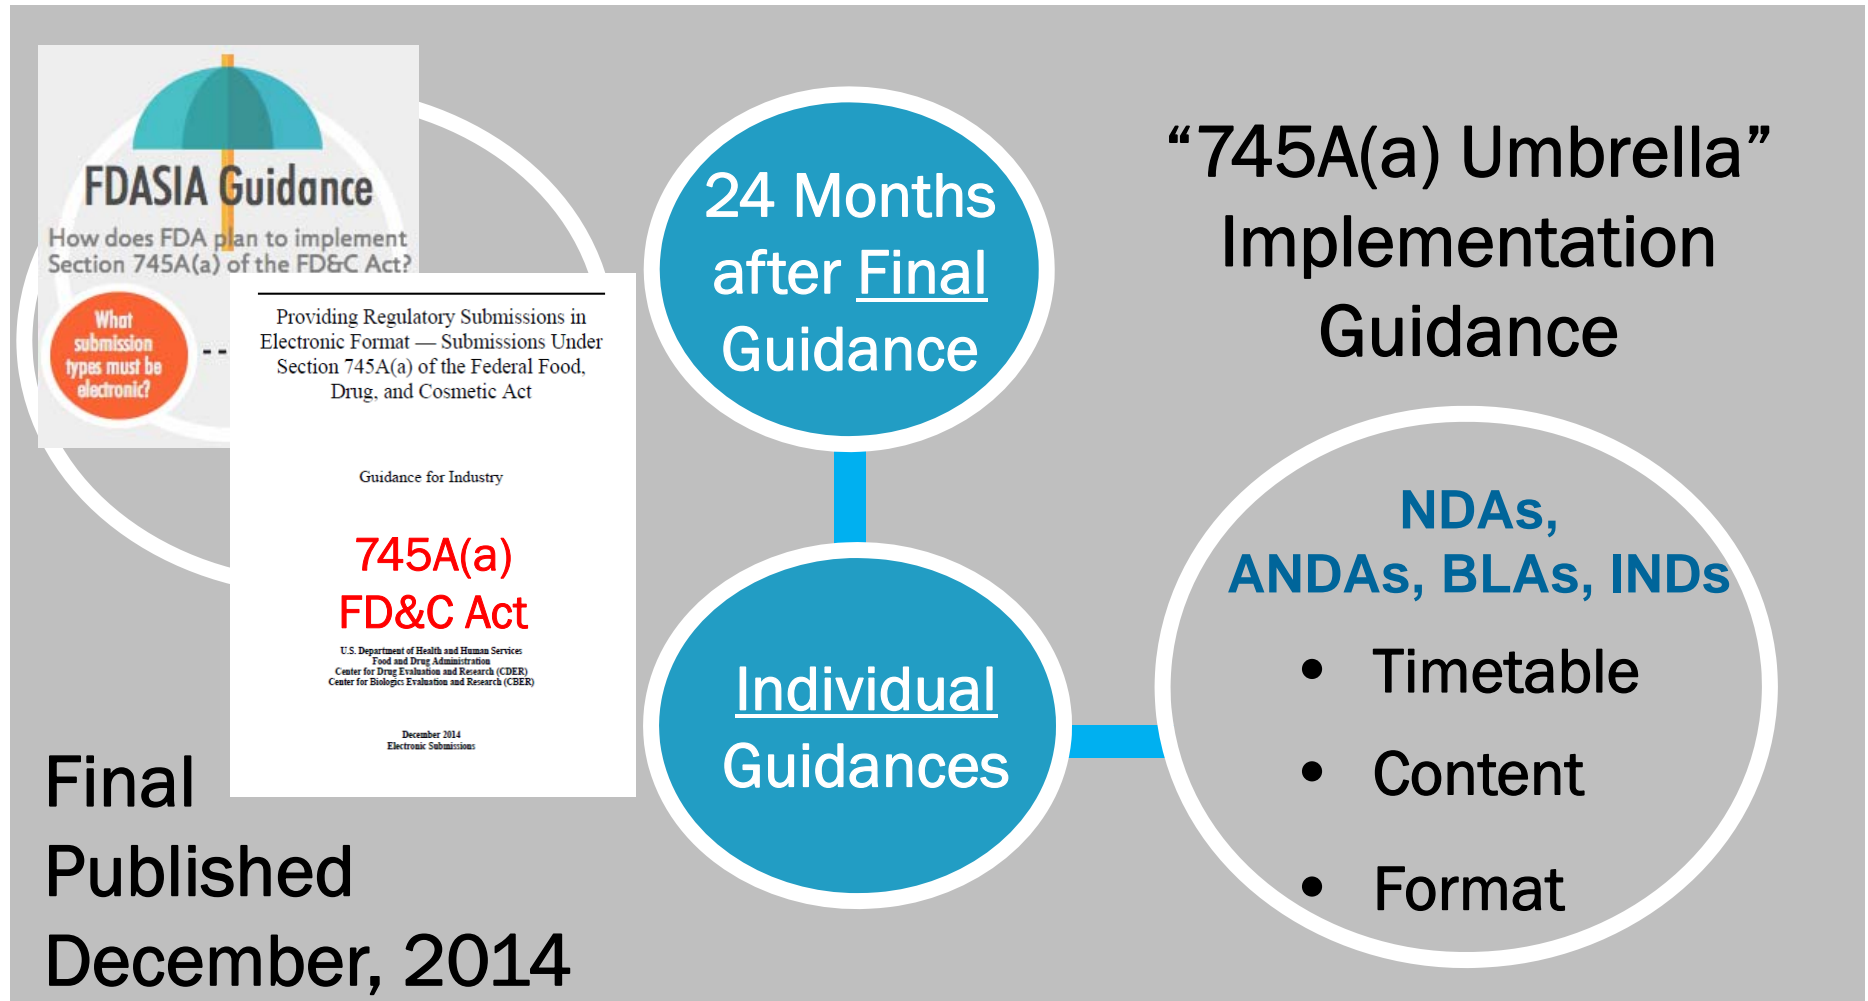 FDASIA Guidance
How does FDA plan to implement
Section 745A(a) of the FD&C Act?
What
submission
types must be
electronic?
Providing Regulatory Submissions in
Electronic Format — Submissions Under
Section 745A(a) of the Federal Food,
Drug, and Cosmetic Act
Guidance for Industry
745A(a)
FD&C Act
U.S. Department of Health and Human Services
Food and Drug Administration
Center for Drug Evaluation and Research (CDER)
Center for Biologics Evaluation and Research (CBER)
December 2014
Electronic Submissions
Final
Published
December, 2014
24 Months
after Final
Guidance
Individual
Guidances
“745A(a) Umbrella”
Implementation
Guidance
NDAs,
ANDAs, BLAs, INDs
• Timetable
• Content
• Format